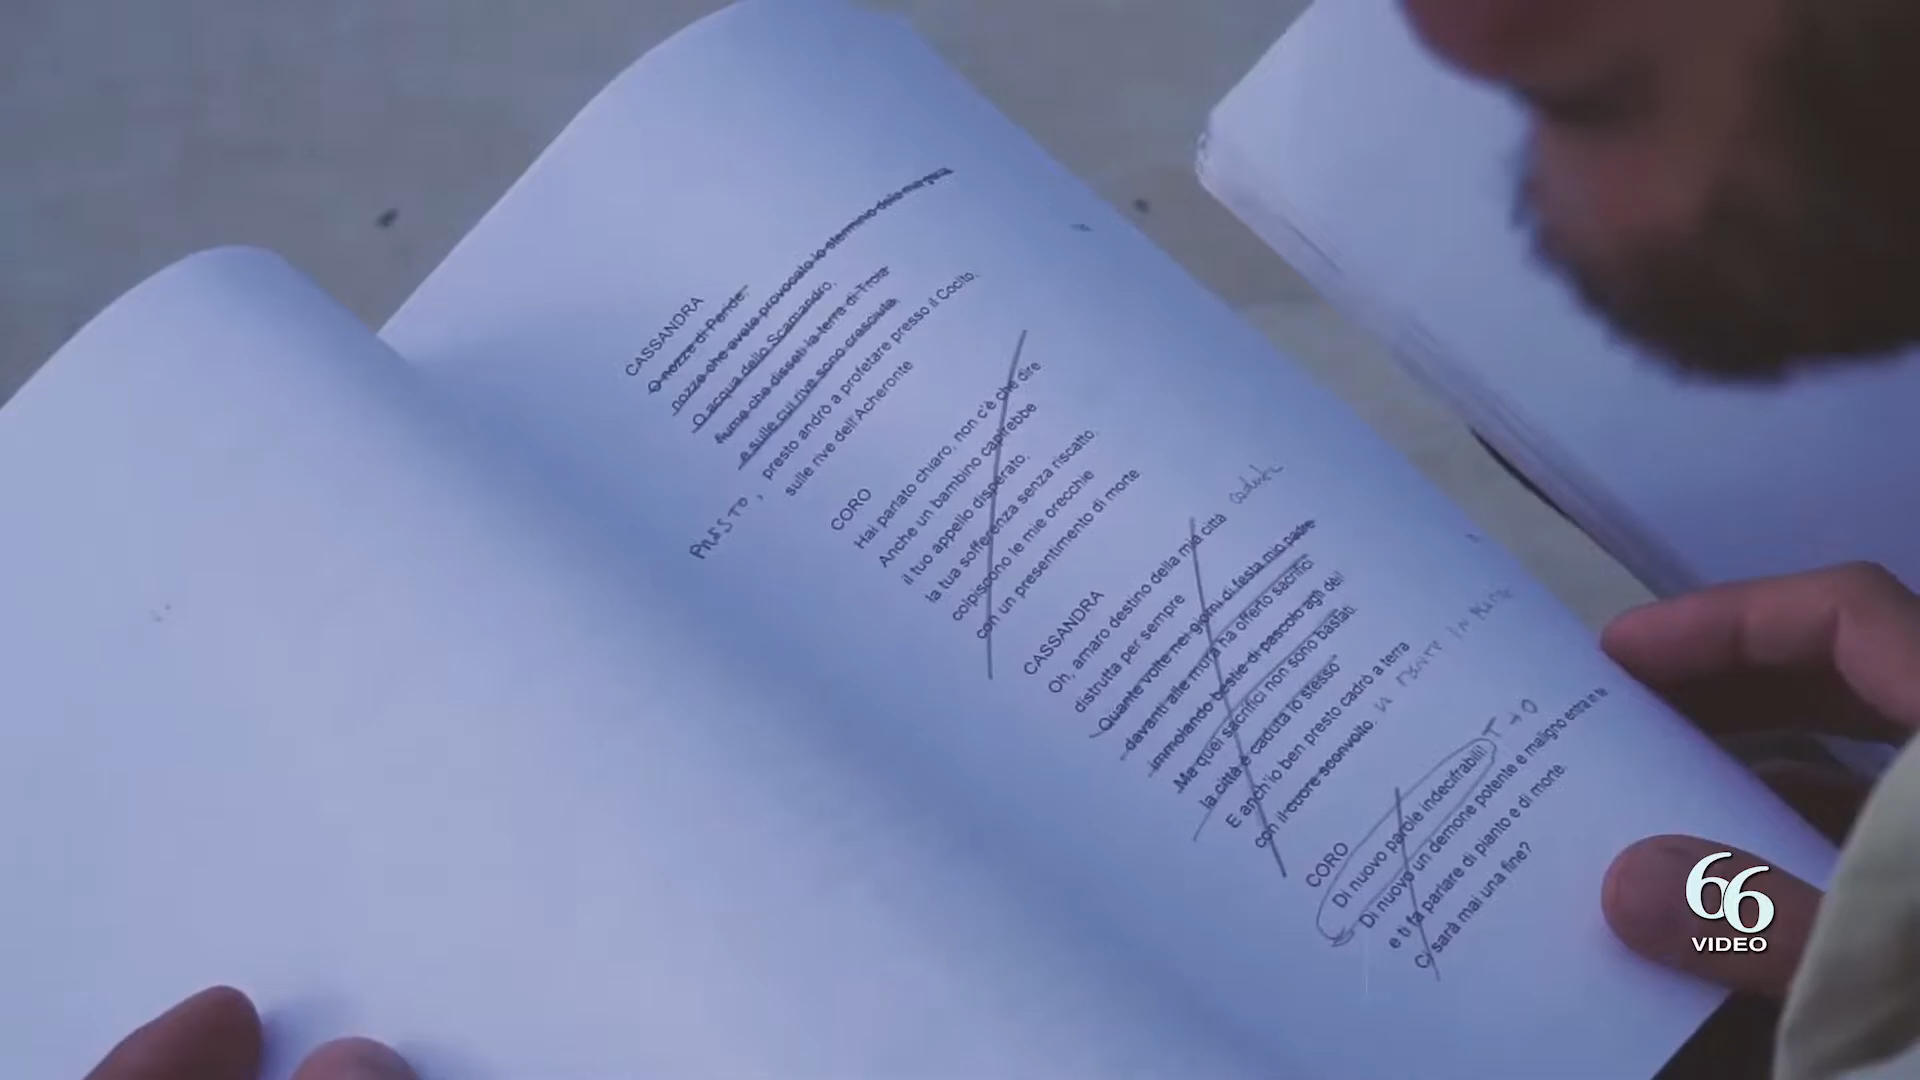 CASSANDRA
O nozze di Paride,
nozze che avete provocato lo sterminio della mia gente
O acqua dello Scamandro,
fiume che disseti la terra di Troia
e sulle cui rive sono cresciuta,
PRESTO, presto andrò a profetare presso il Cocito,
sulle rive dell'Acheronte
CORO
Hai parlato chiaro, non c'è che dire
Anche un bambino capirebbe
il tuo appello disperato.
la tua sofferenza senza riscatto.
colpiscono le mie orecchie
con un presentimento di morte
CASSANDRA
Oh, amaro destino della mia città
distrutta per sempre
Quante volte nei giorni di festa mio padre
davanti alle mura ha offerto sacrifici
immolando bestie di pascolo agli dèi!
Ma quei sacrifici non sono bastati.
la città è caduta lo stesso"
E anch'io ben presto cadrò a terra
con il cuore sconvolto.
CORO
Di nuovo parole indecifrabili!
Di nuovo un demone potente e maligno entra in te
e ti fa parlare di pianto e di morte.
Ci sarà mai una fine?
66
VIDEO